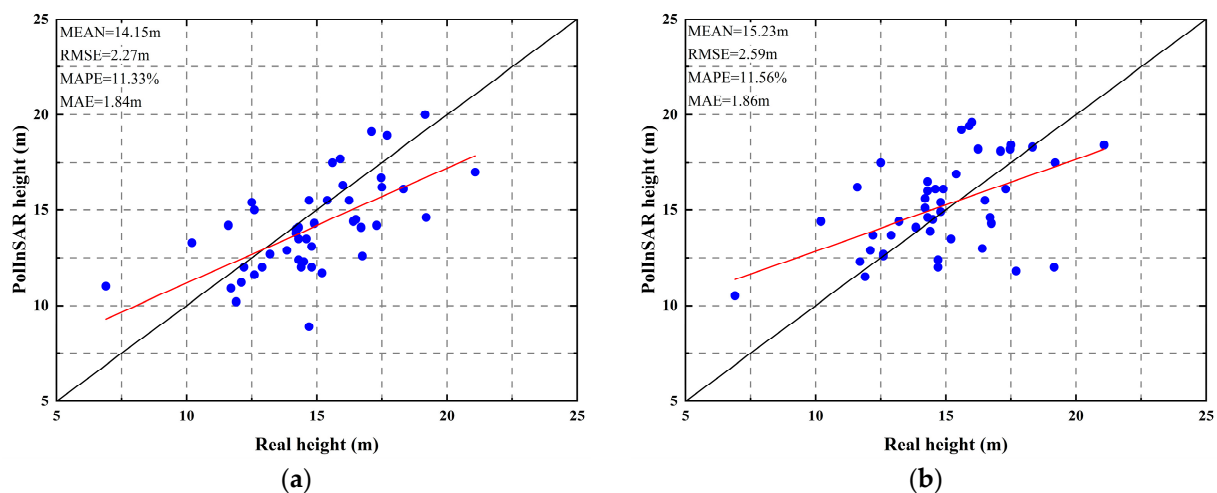 MEAN=14.15m
RMSE=2.27m
MAPE=11.33%
MAE=1.84m
PolInSAR height (m)
25
20
15
10
5
5 10 15 20 25
Real height (m)
(a)
MEAN=15.23m
RMSE=2.59m
MAPE=11.56%
MAE=1.86m
PolInSAR height (m)
25
20
15
10
5
5 10 15 20 25
Real height (m)
(b)